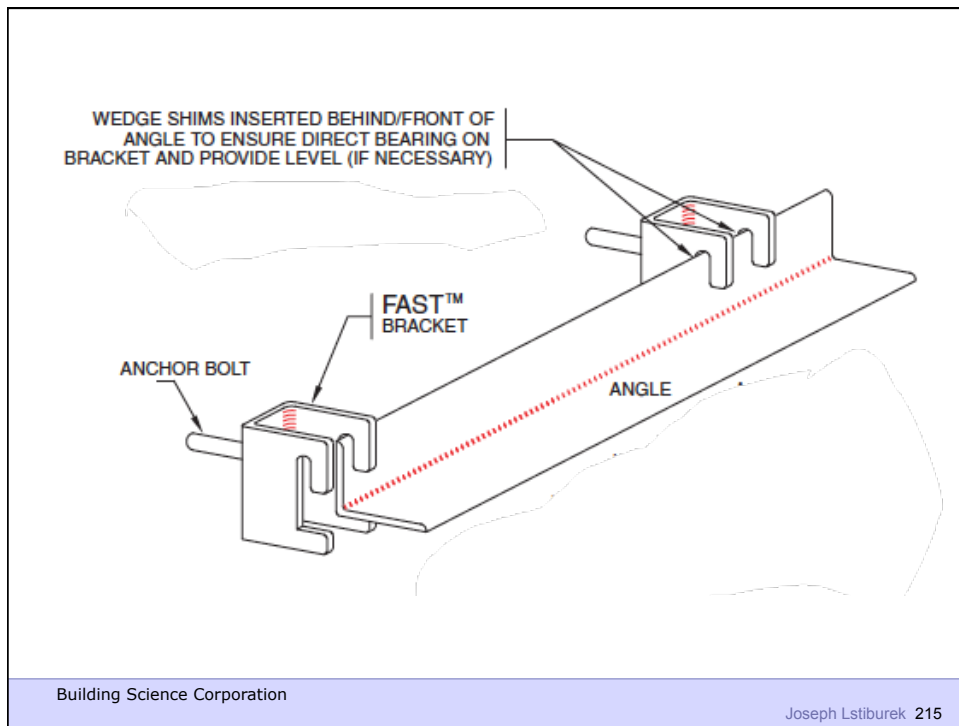 WEDGE SHIMS INSERTED BEHIND/FRONT OF
ANGLE TO ENSURE DIRECT BEARING ON
BRACKET AND PROVIDE LEVEL (IF NECESSARY)
FAST™
BRACKET
ANCHOR BOLT
ANGLE
Building Science Corporation
Joseph Lstiburek 215